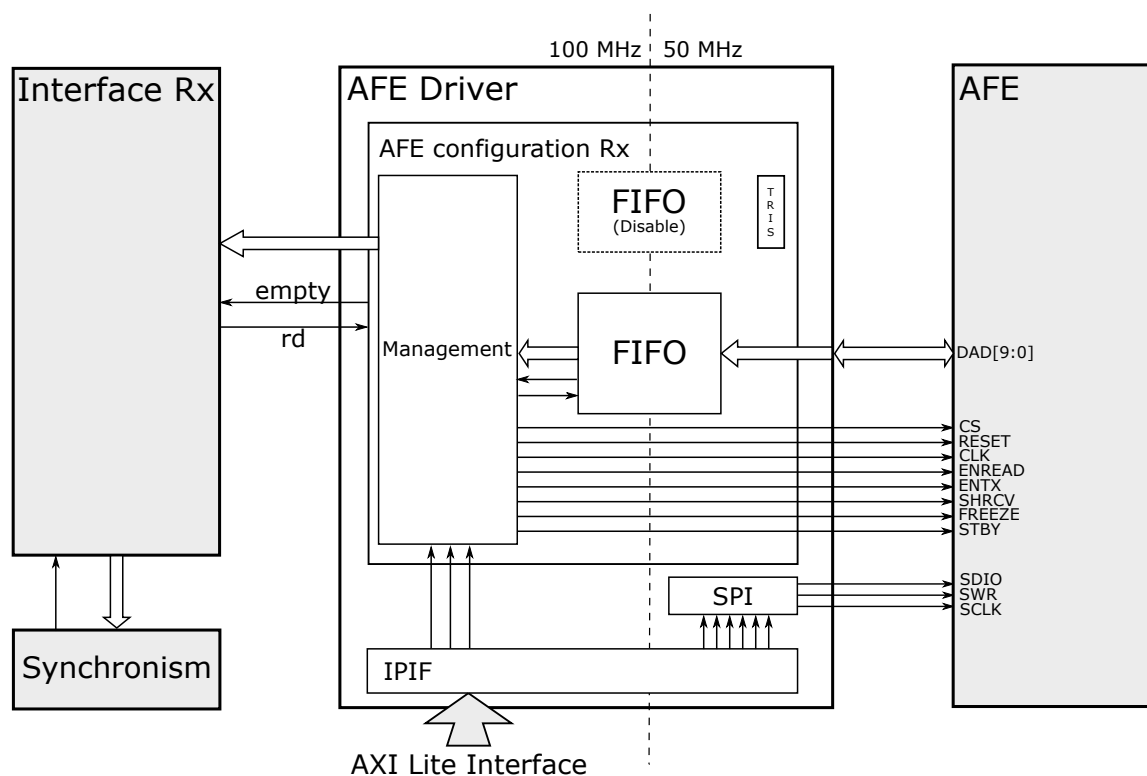 100 MHz
50 MHz
Interface Rx
AFE Driver
AFE
AFE configuration Rx
FIFO
(Disable)
T
R
I
S
empty
rd
Management
FIFO
DAD[9:0]
CS
RESET
CLK
ENREAD
ENTX
SHRCV
FREEZE
STBY
SDIO
SWR
SCLK
SPI
Synchronism
IPIF
AXI Lite Interface